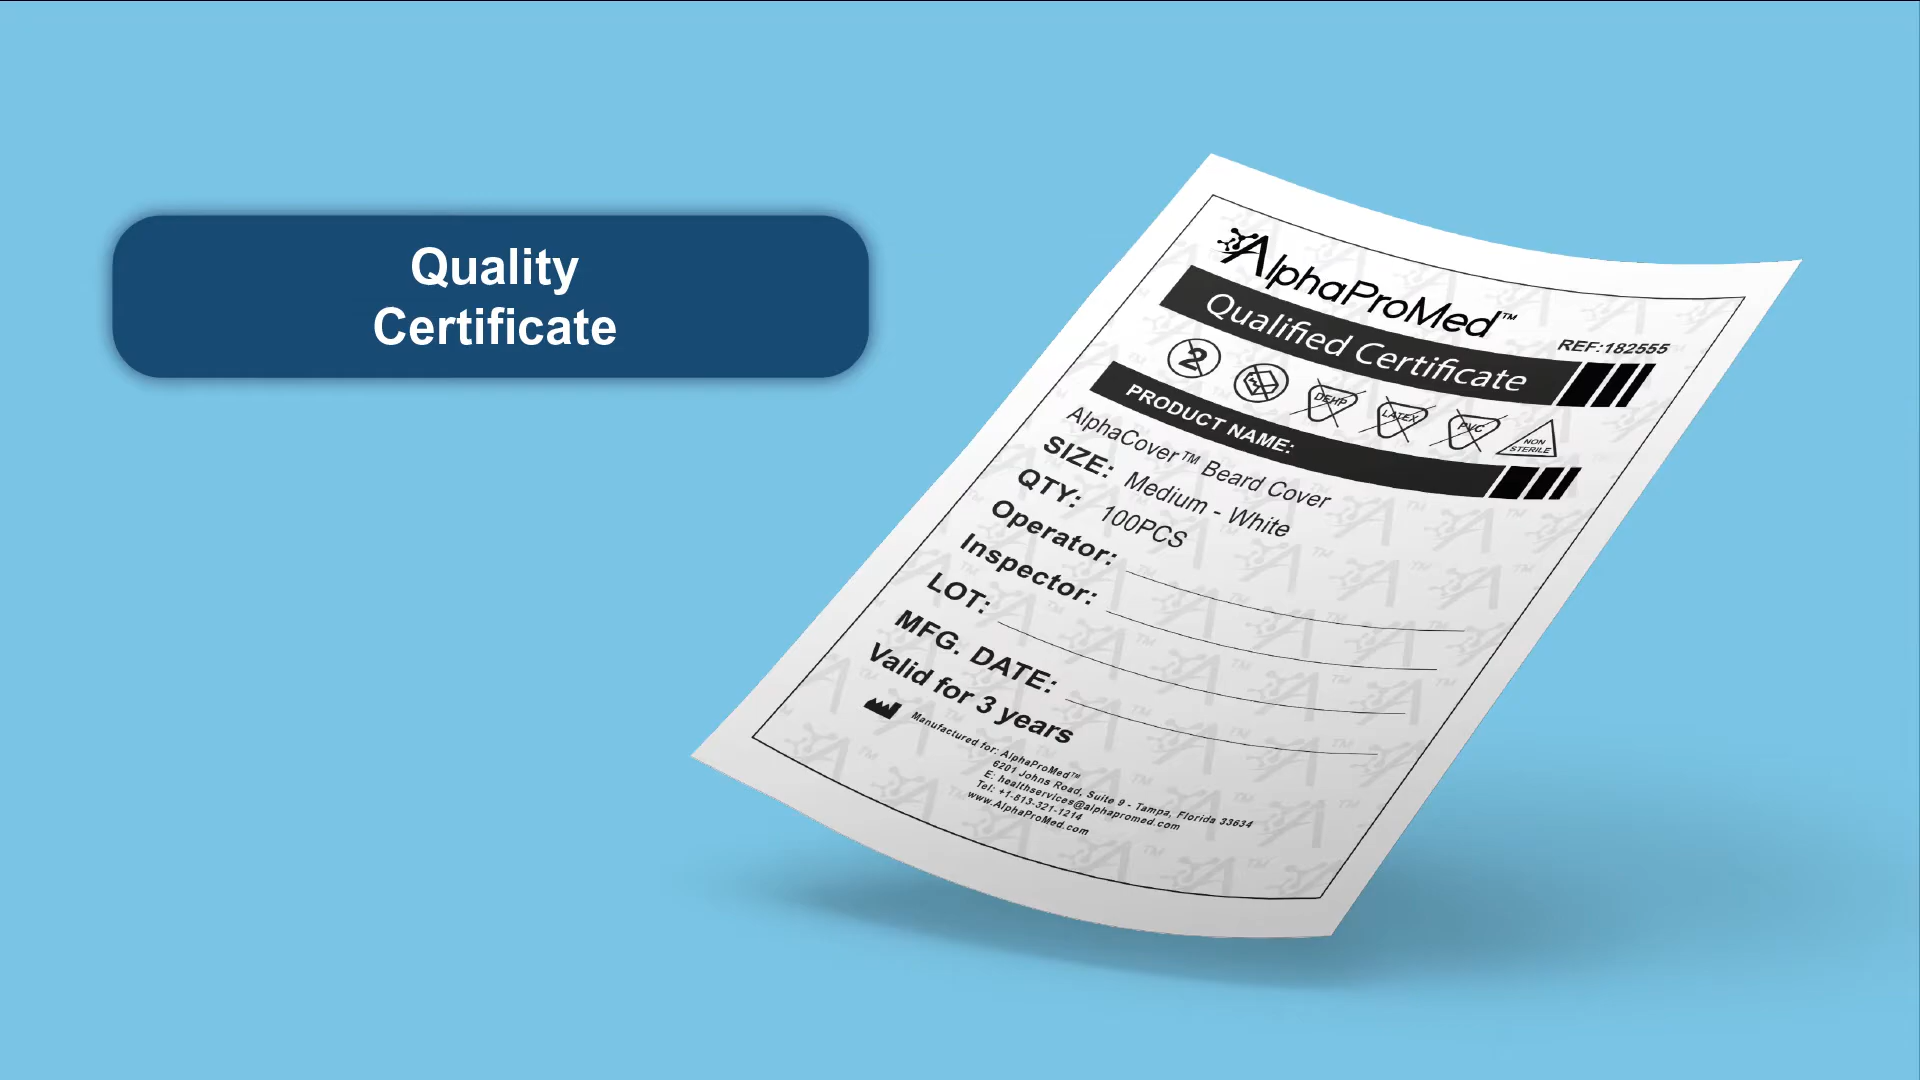 Quality
Certificate
AlphaProMed™
REF:182555
Qualified Certificate
2
DEHP
LATEX
PVC
NON
STERILE
PRODUCT NAME:
AlphaCover™ Beard Cover
SIZE: Medium - White
QTY: 100PCS
Operator:
Inspector:
LOT:
MFG. DATE:
Valid for 3 years
Manufactured for: AlphaProMed™
6201 Johns Road, Suite 9 - Tampa, Florida 33634
E: healthservices@alphapromed.com
Tel: +1-813-321-1214
www.AlphaProMed.com